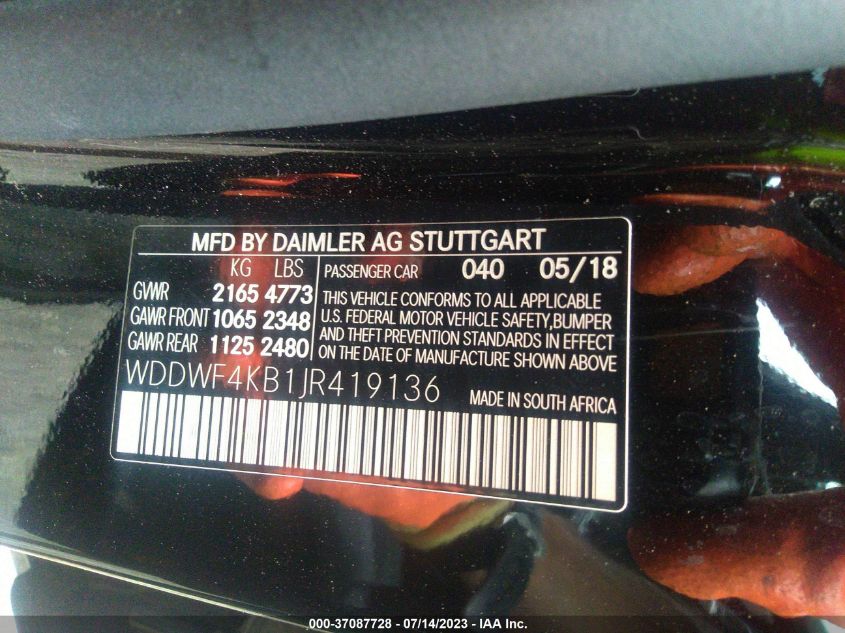 MFD BY DAIMLER AG STUTTGART
KG LBS
GVWR 2165 4773
GAWR FRONT 1065 2348
GAWR REAR 1125 2480
PASSENGER CAR 040 05/18
THIS VEHICLE CONFORMS TO ALL APPLICABLE
U.S. FEDERAL MOTOR VEHICLE SAFETY,BUMPER
AND THEFT PREVENTION STANDARDS IN EFFECT
ON THE DATE OF MANUFACTURE SHOWN ABOVE
WDDWF4KB1JR419136
MADE IN SOUTH AFRICA
000-37087728 - 07/14/2023 - IAA Inc.